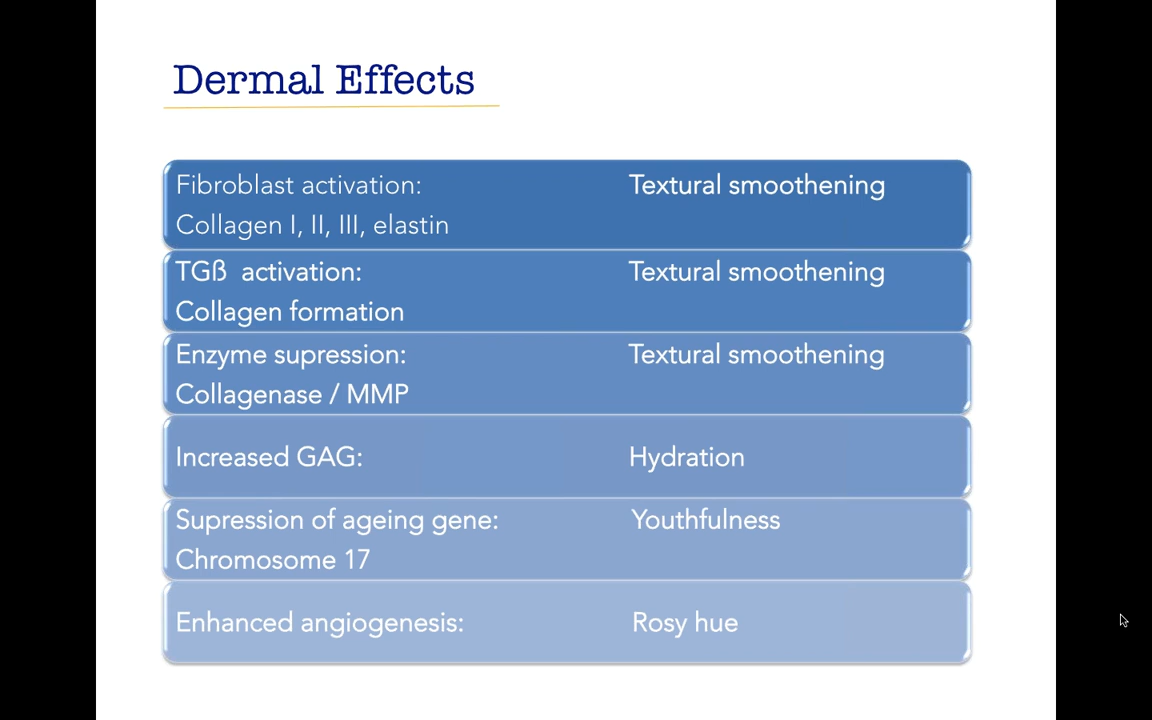 Dermal Effects
Fibroblast activation: Textural smoothening
Collagen I, II, III, elastin
TGß activation: Textural smoothening
Collagen formation
Enzyme supression: Textural smoothening
Collagenase / MMP
Increased GAG: Hydration
Supression of ageing gene: Youthfulness
Chromosome 17
Enhanced angiogenesis: Rosy hue